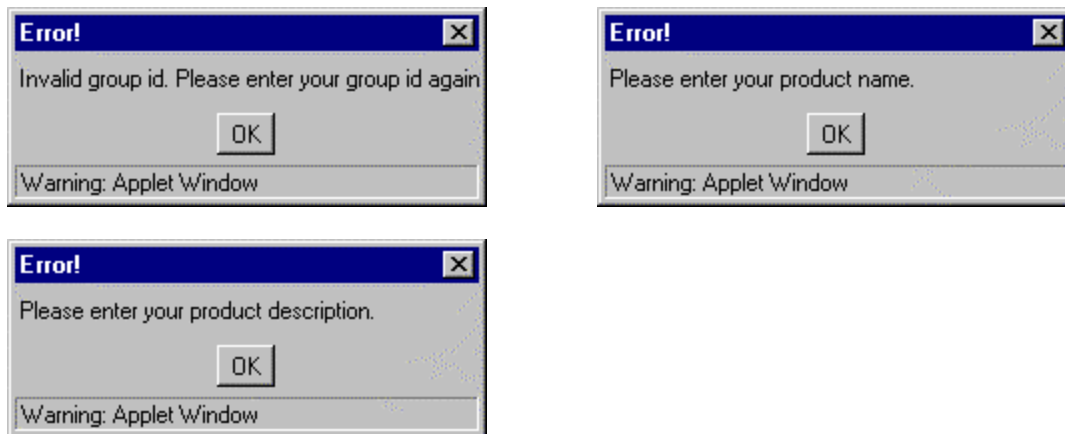 Error!
Invalid group id. Please enter your group id again
OK
Warning: Applet Window
Error!
Please enter your product name.
OK
Warning: Applet Window
Error!
Please enter your product description.
OK
Warning: Applet Window